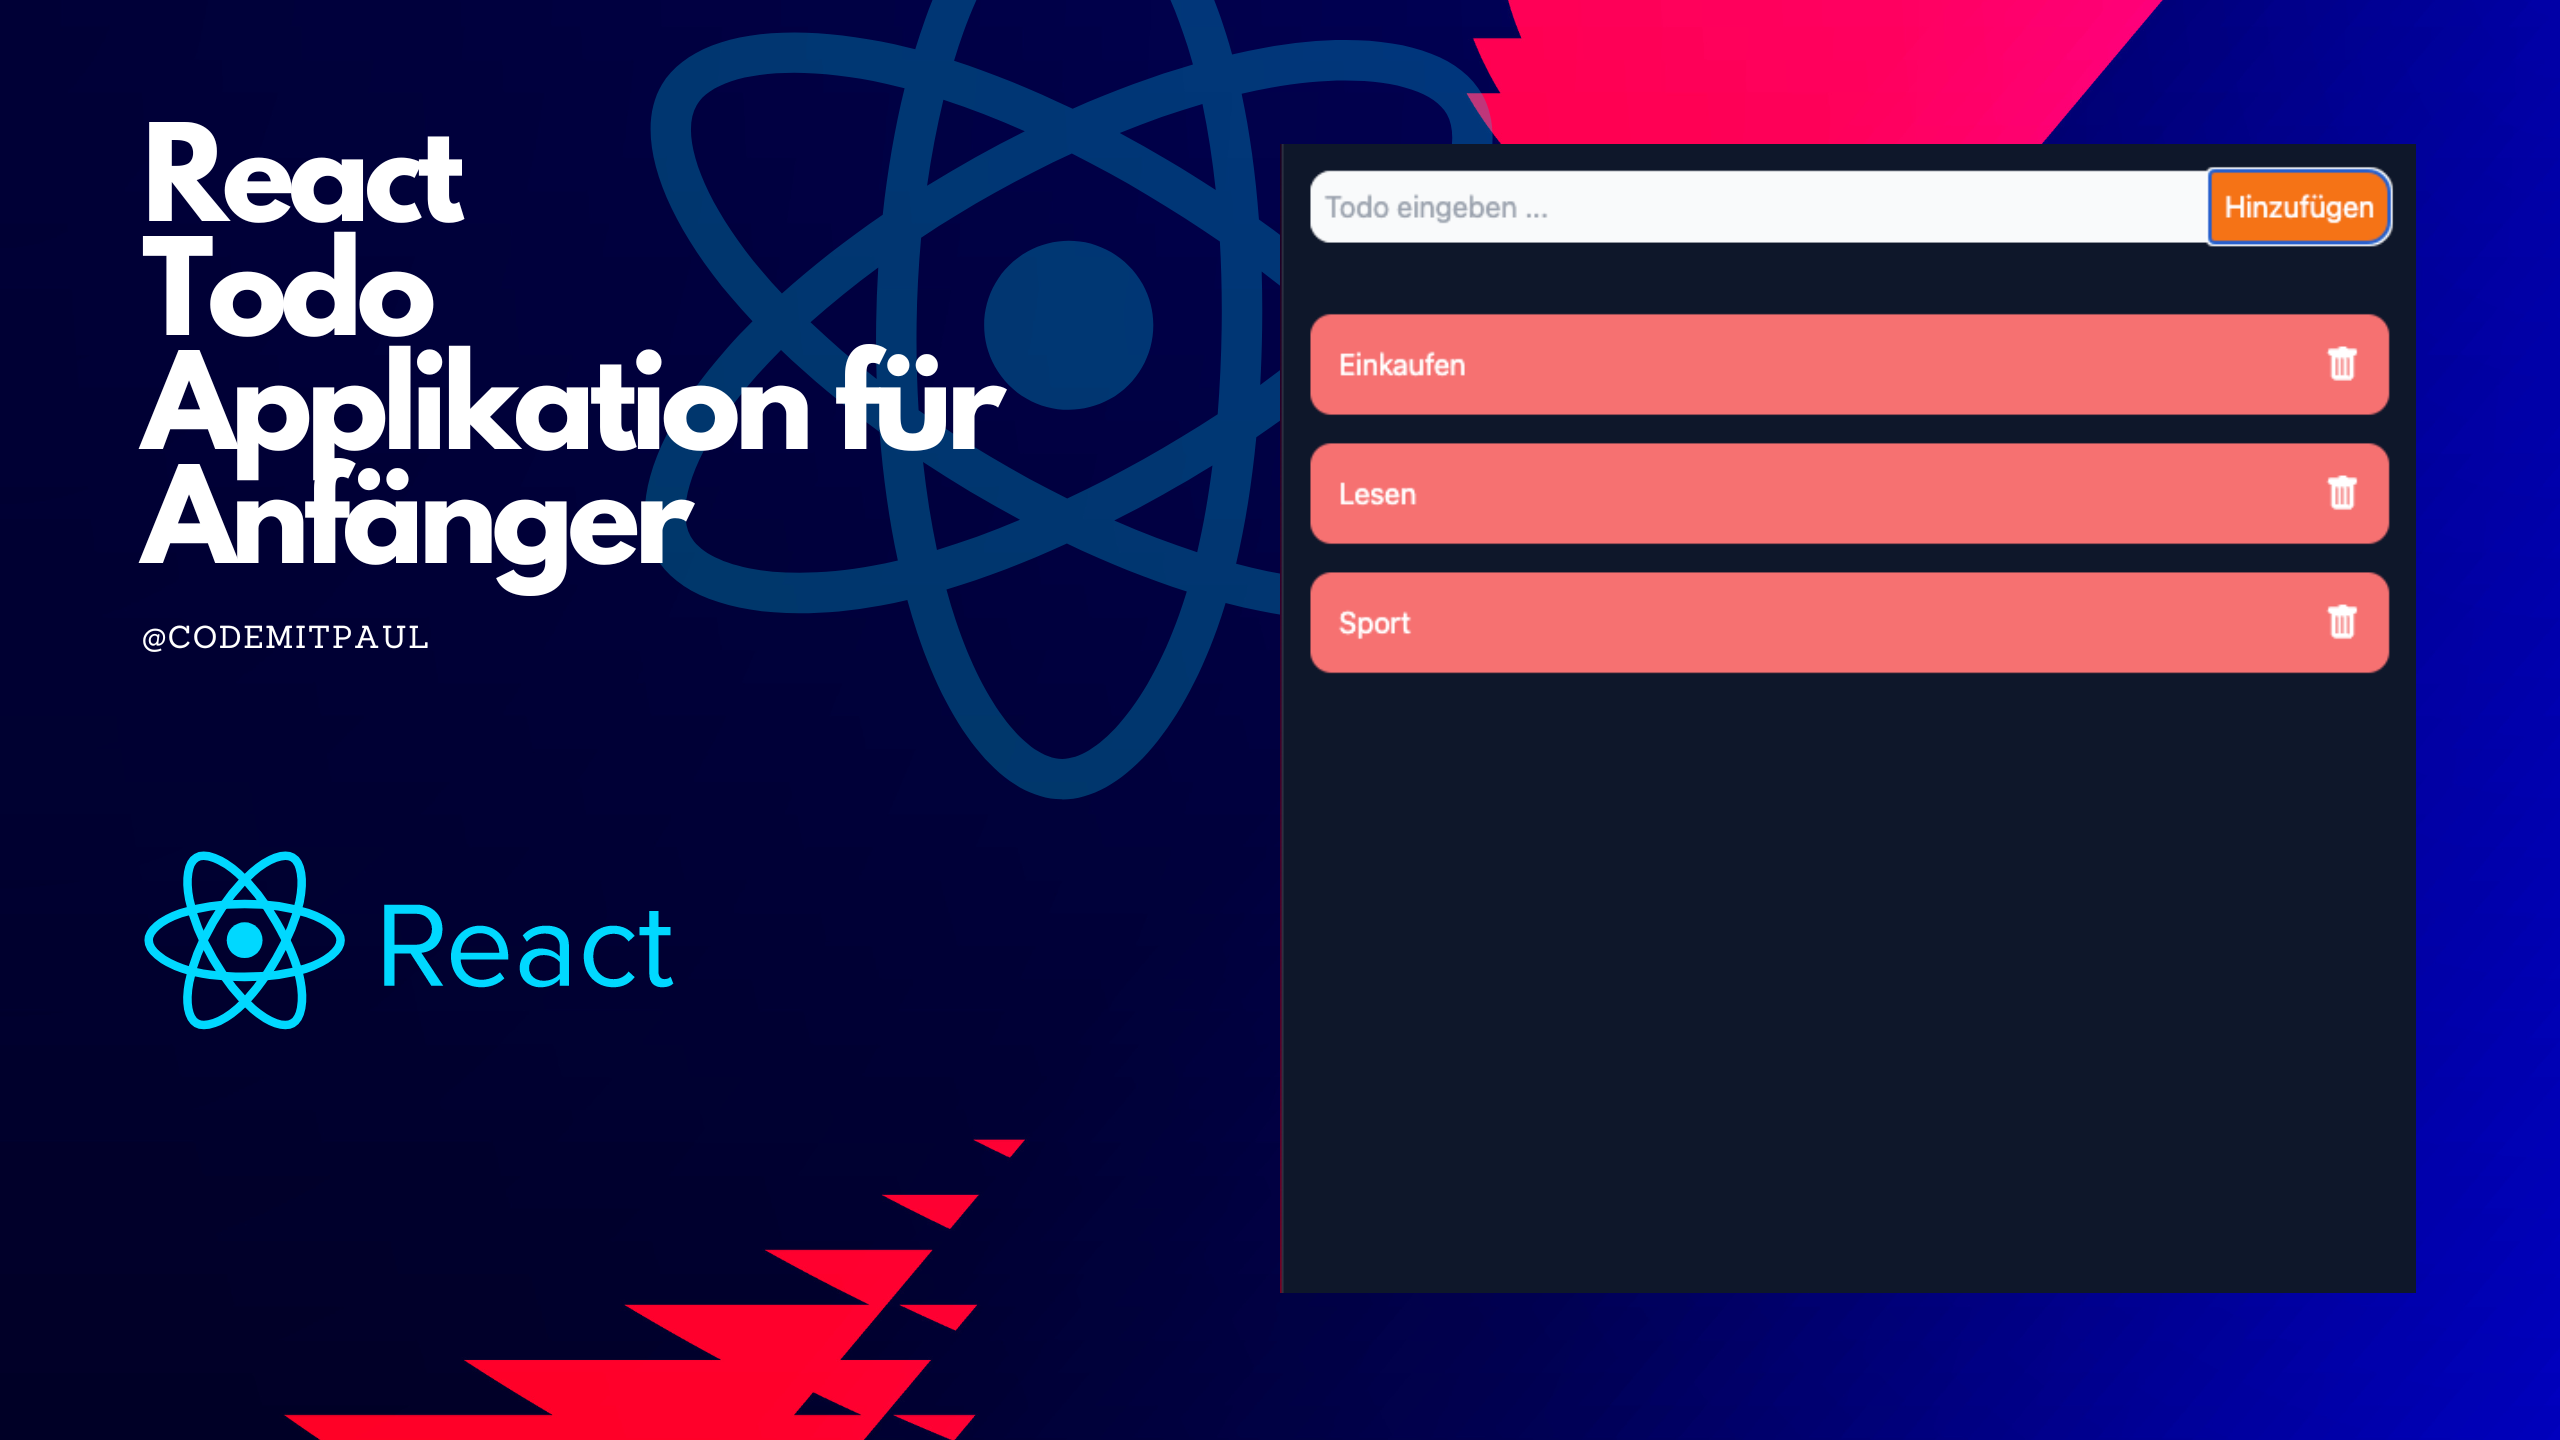 React
Todo
Applikation für
Anfänger
@CODEMITPAUL
React
Todo eingeben ...
Hinzufügen
Einkaufen
Lesen
Sport